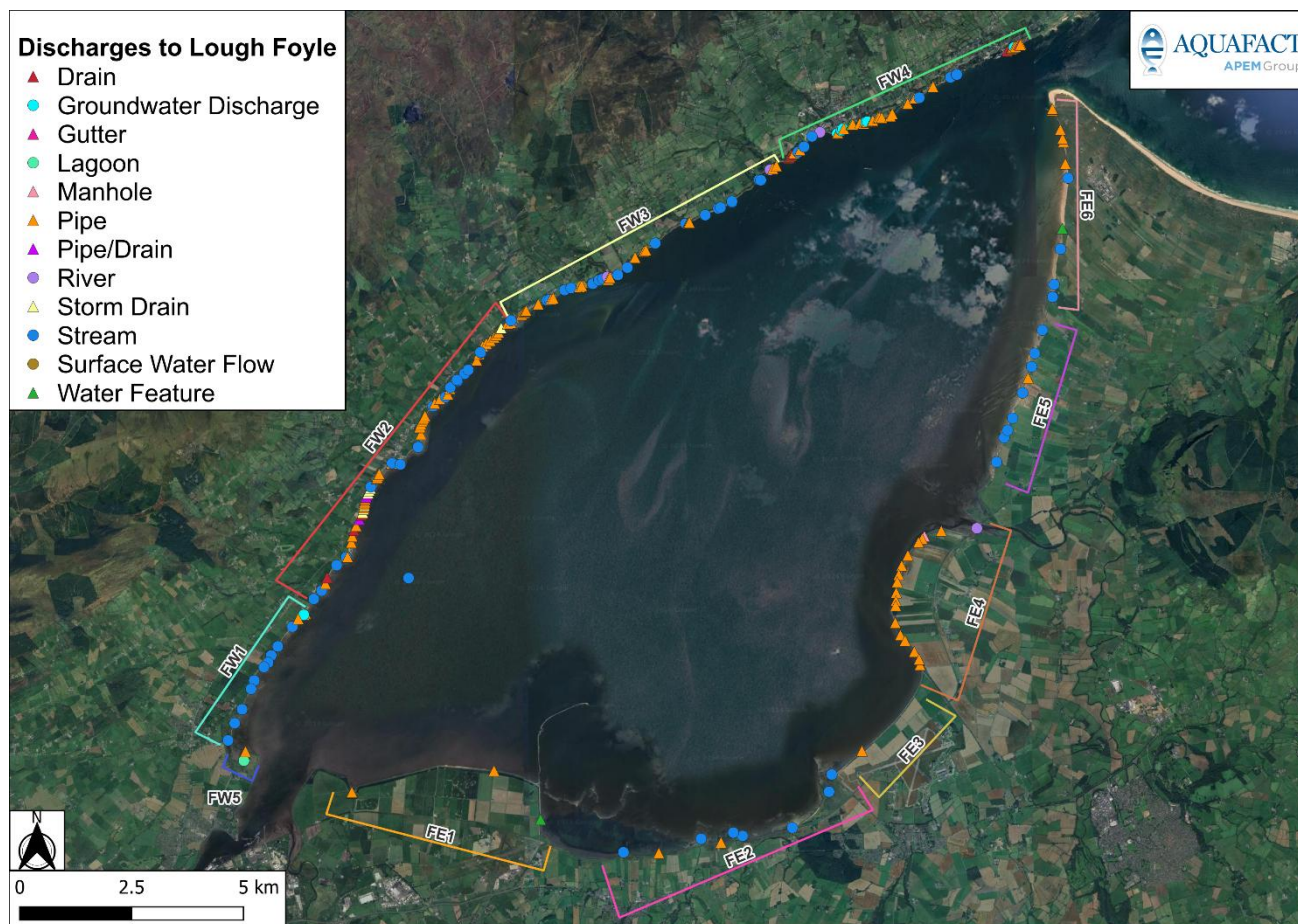 Discharges to Lough Foyle
Drain
Groundwater Discharge
Gutter
Lagoon
Manhole
Pipe
Pipe/Drain
River
Storm Drain
Stream
Surface Water Flow
Water Feature
AQUAFACT
APEM Group
FW4
FW3
FE6
FW2
FE5
FE4
FW1
FE3
FW5
FE1
FE2
N
0 2.5 5 km